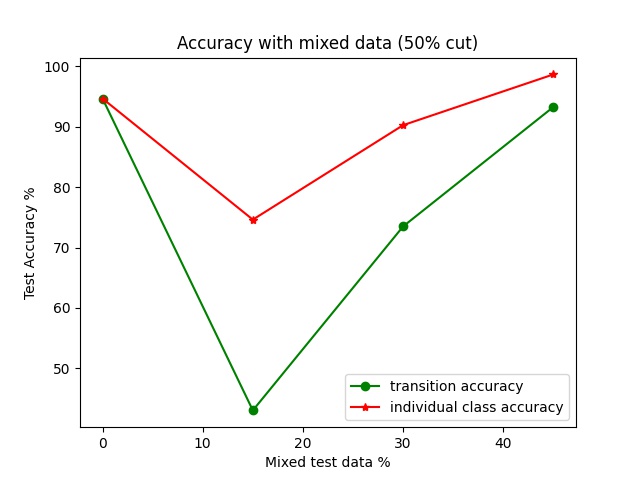 Accuracy with mixed data (50% cut)
100
90
80
70
60
50
Test Accuracy %
0
10
20
30
40
Mixed test data %
transition accuracy
individual class accuracy